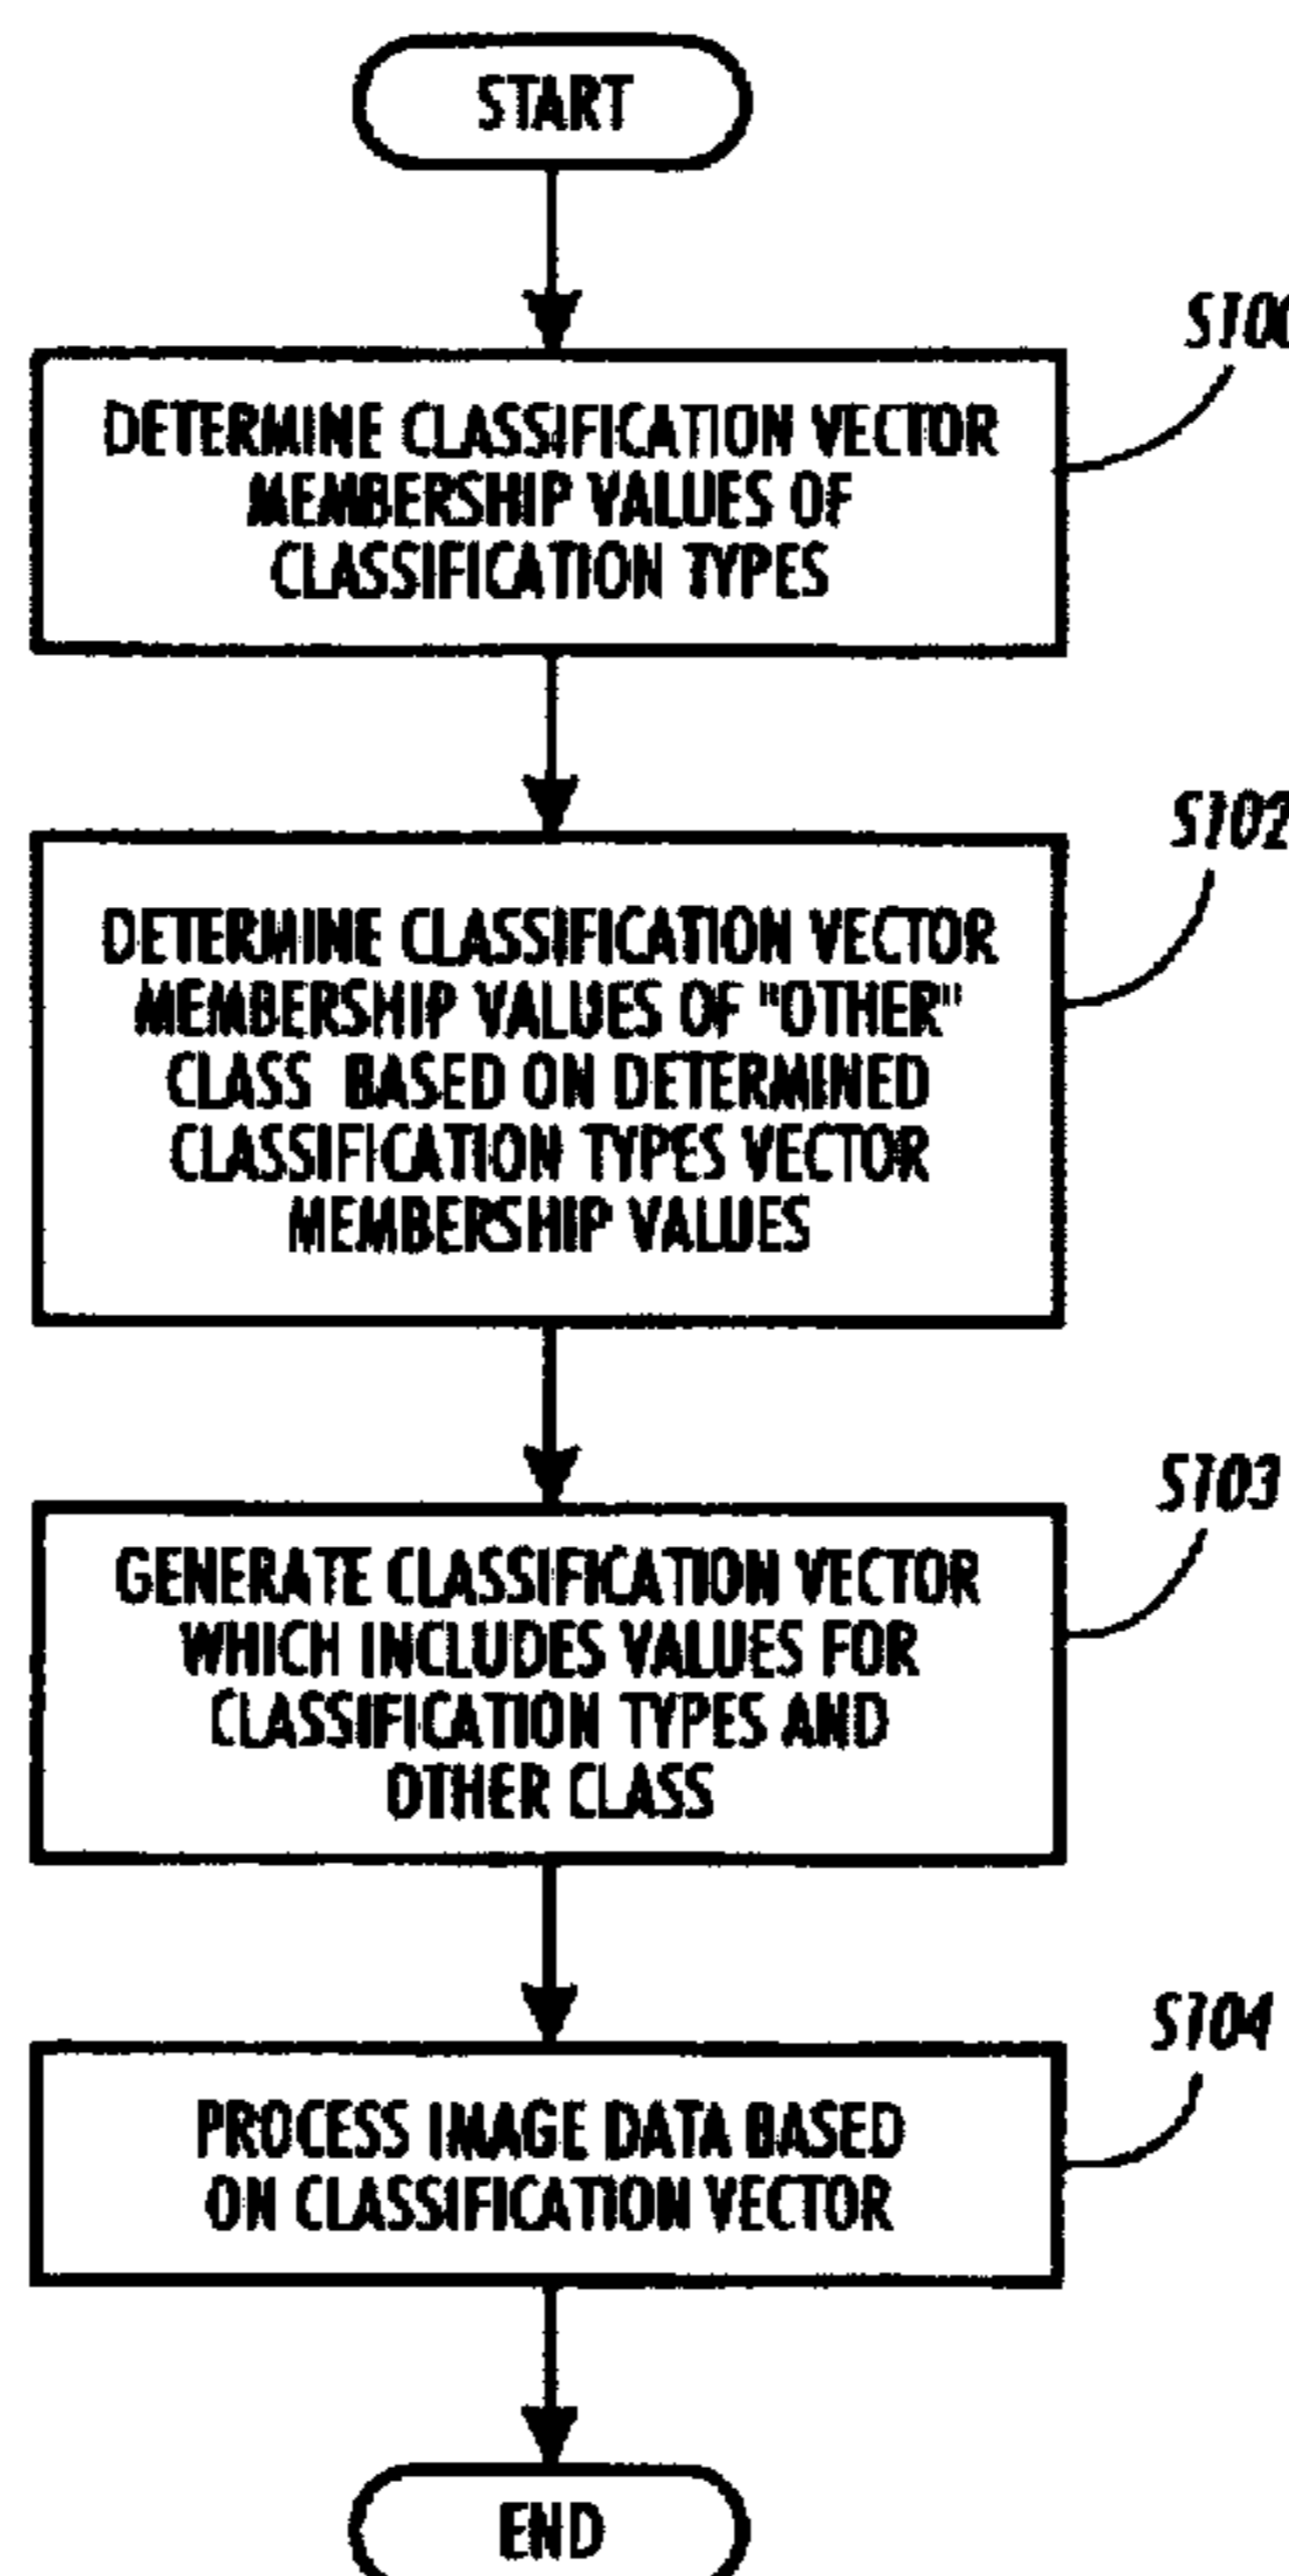 START
S100
DETERMINE CLASSIFICATION VECTOR
MEMBERSHIP VALUES OF
CLASSIFICATION TYPES
S102
DETERMINE CLASSIFICATION VECTOR
MEMBERSHIP VALUES OF "OTHER"
CLASS BASED ON DETERMINED
CLASSIFICATION TYPES VECTOR
MEMBERSHIP VALUES
S103
GENERATE CLASSIFICATION VECTOR
WHICH INCLUDES VALUES FOR
CLASSIFICATION TYPES AND
OTHER CLASS
S104
PROCESS IMAGE DATA BASED
ON CLASSIFICATION VECTOR
END